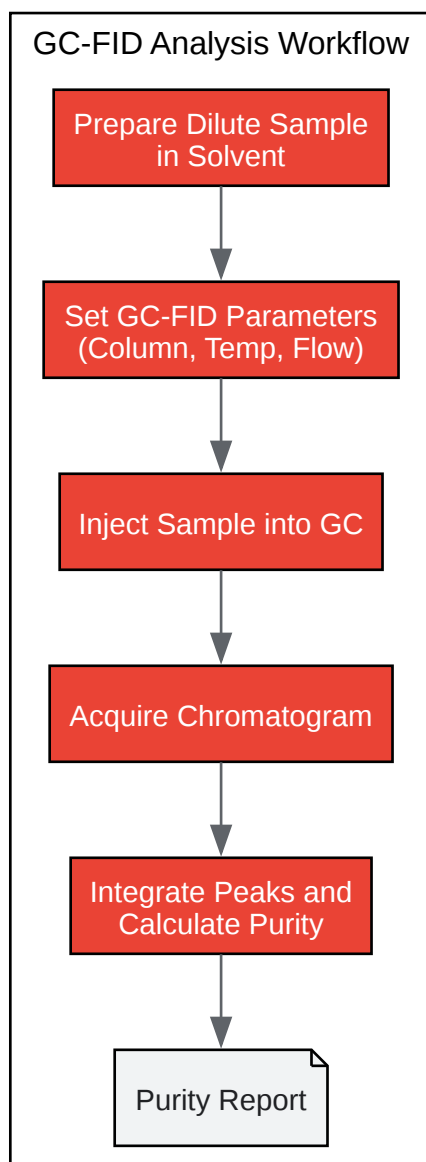 GC-FID Analysis Workflow
Prepare Dilute Sample
in Solvent
Set GC-FID Parameters
(Column, Temp, Flow)
Inject Sample into GC
Acquire Chromatogram
Integrate Peaks and
Calculate Purity
Purity Report